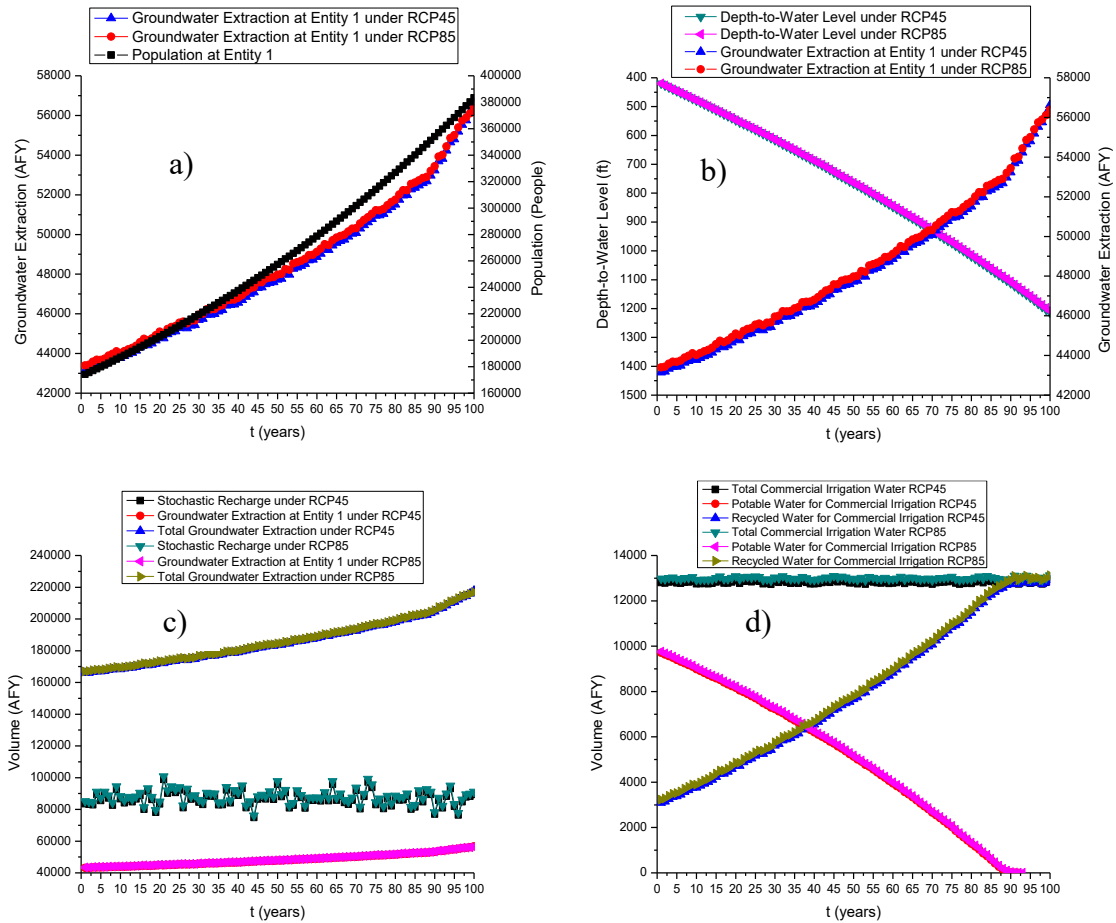 Groundwater Extraction at Entity 1 under RCP45
Groundwater Extraction at Entity 1 under RCP85
Population at Entity 1
58000
56000
54000
52000
50000
48000
46000
44000
42000
Groundwater Extraction (AFY)
a)
400000
380000
360000
340000
320000
300000
280000
260000
240000
220000
200000
180000
160000
Population (People)
0 5 10 15 20 25 30 35 40 45 50 55 60 65 70 75 80 85 90 95 100
t (years)
Depth-to-Water Level under RCP45
Depth-to-Water Level under RCP85
Groundwater Extraction at Entity 1 under RCP45
Groundwater Extraction at Entity 1 under RCP85
400
500
600
700
800
900
1000
1100
1200
1300
1400
1500
Depth-to-Water Level (ft)
b)
58000
56000
54000
52000
50000
48000
46000
44000
42000
Groundwater Extraction (AFY)
0 5 10 15 20 25 30 35 40 45 50 55 60 65 70 75 80 85 90 95 100
t (years)
Stochastic Recharge under RCP45
Groundwater Extraction at Entity 1 under RCP45
Total Groundwater Extraction under RCP45
Stochastic Recharge under RCP85
Groundwater Extraction at Entity 1 under RCP85
Total Groundwater Extraction under RCP85
240000
220000
200000
180000
160000
140000
120000
100000
80000
60000
40000
Volume (AFY)
c)
0 5 10 15 20 25 30 35 40 45 50 55 60 65 70 75 80 85 90 95 100
t (years)
Total Commercial Irrigation Water RCP45
Potable Water for Commercial Irrigation RCP45
Recycled Water for Commercial Irrigation RCP45
Total Commercial Irrigation Water RCP85
Potable Water for Commercial Irrigation RCP85
Recycled Water for Commercial Irrigation RCP85
14000
12000
10000
8000
6000
4000
2000
0
Volume (AFY)
d)
0 5 10 15 20 25 30 35 40 45 50 55 60 65 70 75 80 85 90 95 100
t (years)